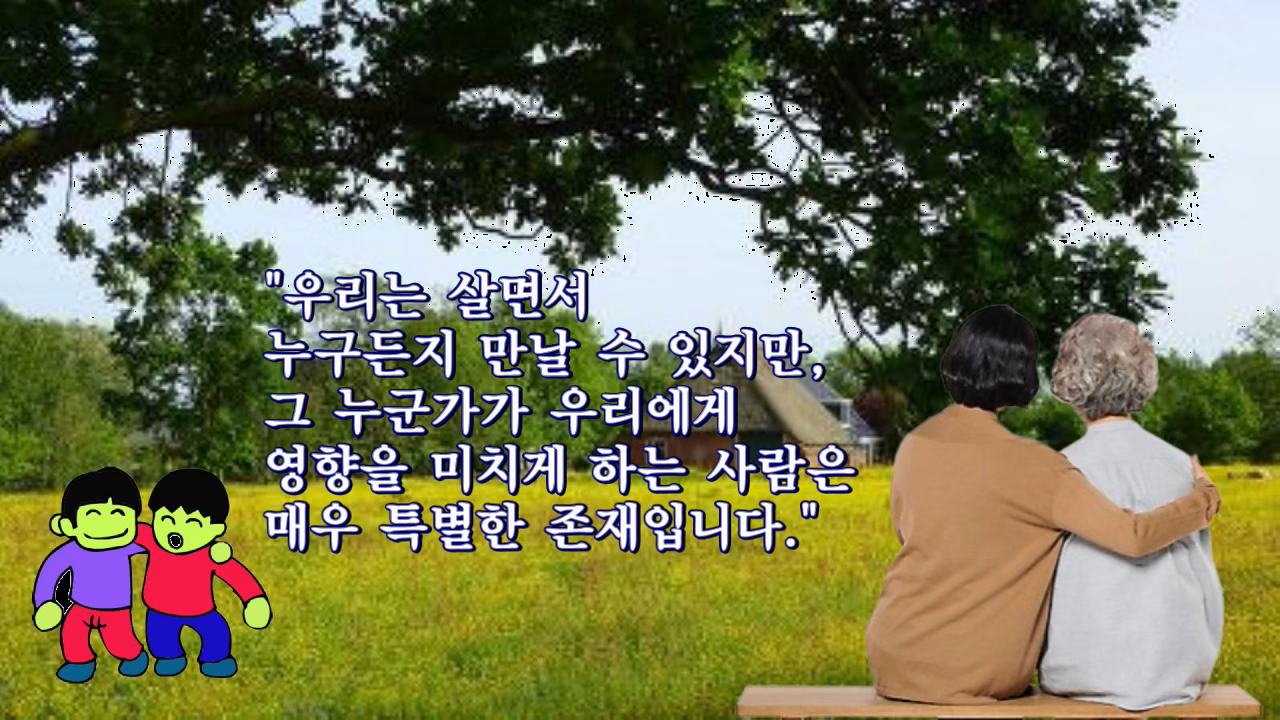 "우리는 살면서
누구든지 만날 수 있지만,
그 누군가가 우리에게
영향을 미치게 하는 사람은
매우 특별한 존재입니다."